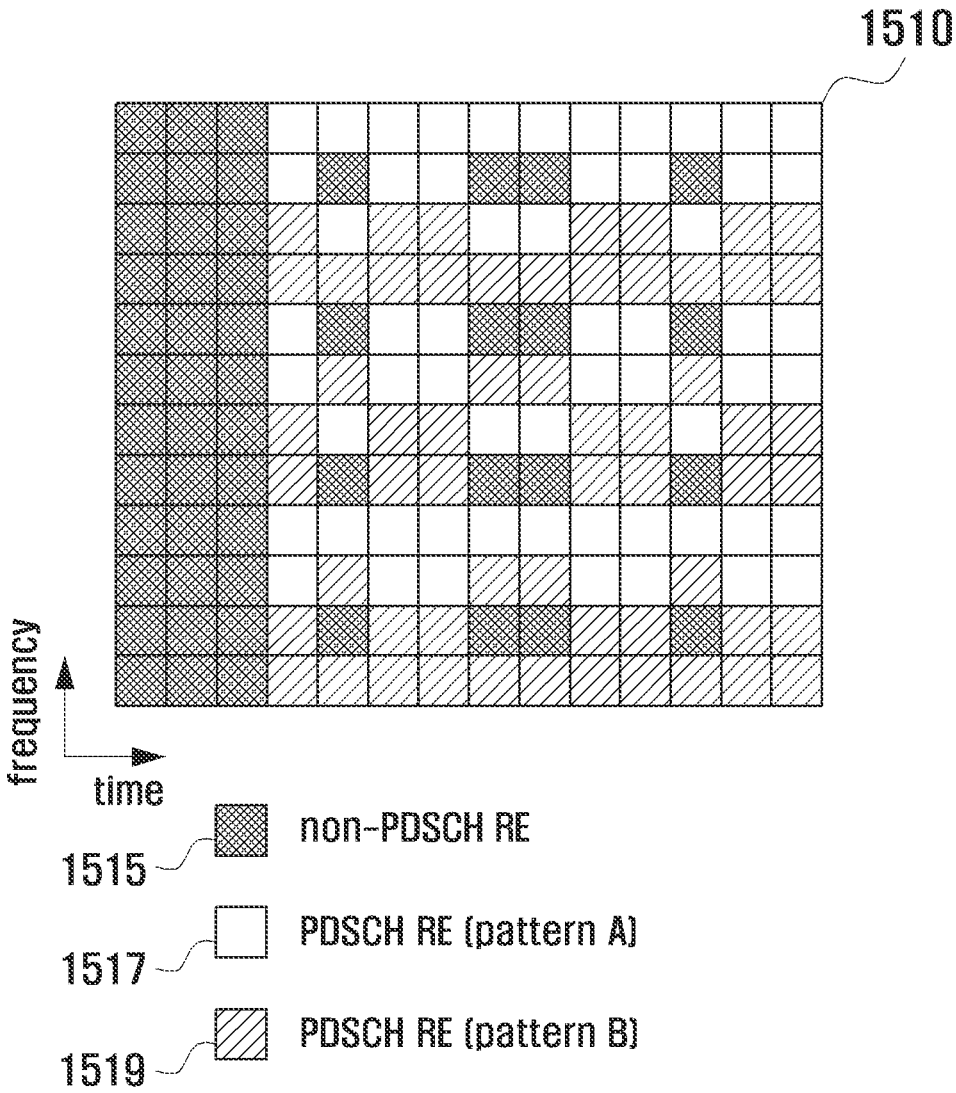 1510
frequency
time
1515
non-PDSCH RE
1517
PDSCH RE (pattern A)
1519
PDSCH RE (pattern B)